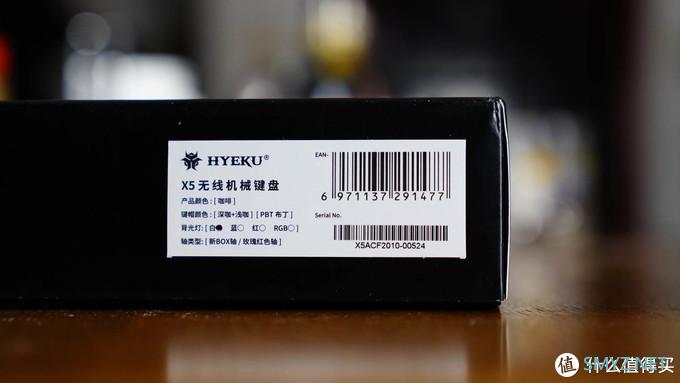 HYEKU®
X5无线机械键盘
产品颜色: [ 咖啡 ]
键帽颜色: [ 深咖+浅咖 ] [ PBT 布丁 ]
背光灯: [ 白● 蓝○ 红○ RGB○ ]
轴类型: [ 新BOX轴 / 玫瑰红色轴 ]
EAN-
6 971137 291477
Serial No.
X5ACF2010-00524
值 什么值得买